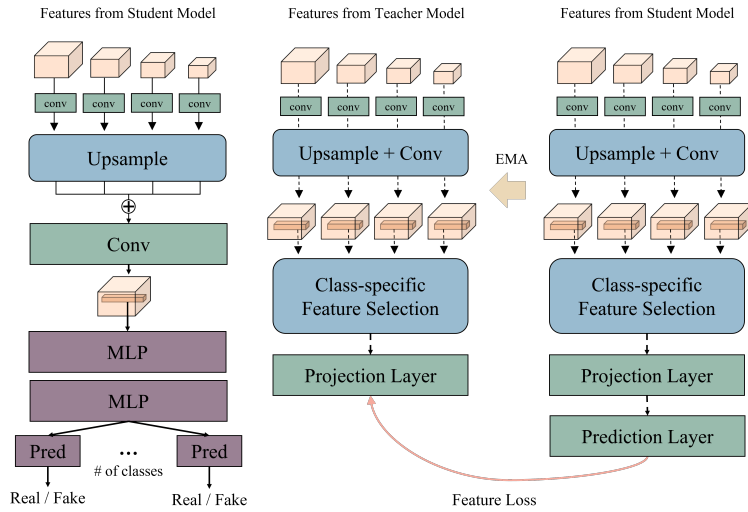 Features from Student Model
conv conv conv conv
Upsample
Conv
MLP
MLP
Pred ... Pred
# of classes
Real / Fake Real / Fake
Features from Teacher Model
conv conv conv conv
Upsample + Conv
Class-specific
Feature Selection
Projection Layer
EMA
Features from Student Model
conv conv conv conv
Upsample + Conv
Class-specific
Feature Selection
Projection Layer
Prediction Layer
Feature Loss